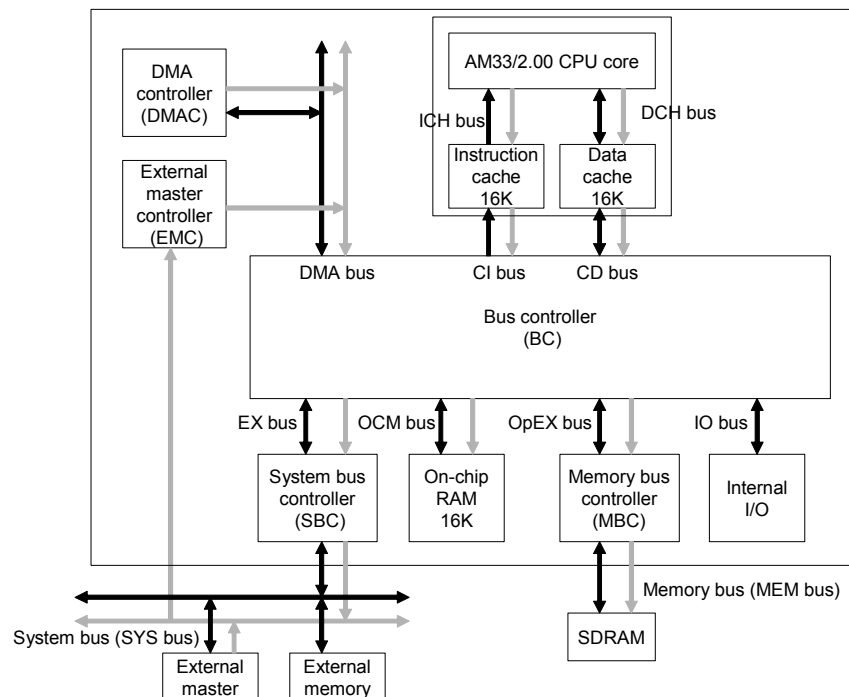 DMA
controller
(DMAC)
External
master
controller
(EMC)
AM33/2.00 CPU core
ICH bus
DCH bus
Instruction
cache
16K
Data
cache
16K
DMA bus
CI bus
CD bus
Bus controller
(BC)
EX bus
OCM bus
OpEX bus
IO bus
System bus
controller
(SBC)
On-chip
RAM
16K
Memory bus
controller
(MBC)
Internal
I/O
Memory bus (MEM bus)
System bus (SYS bus)
SDRAM
External
master
External
memory